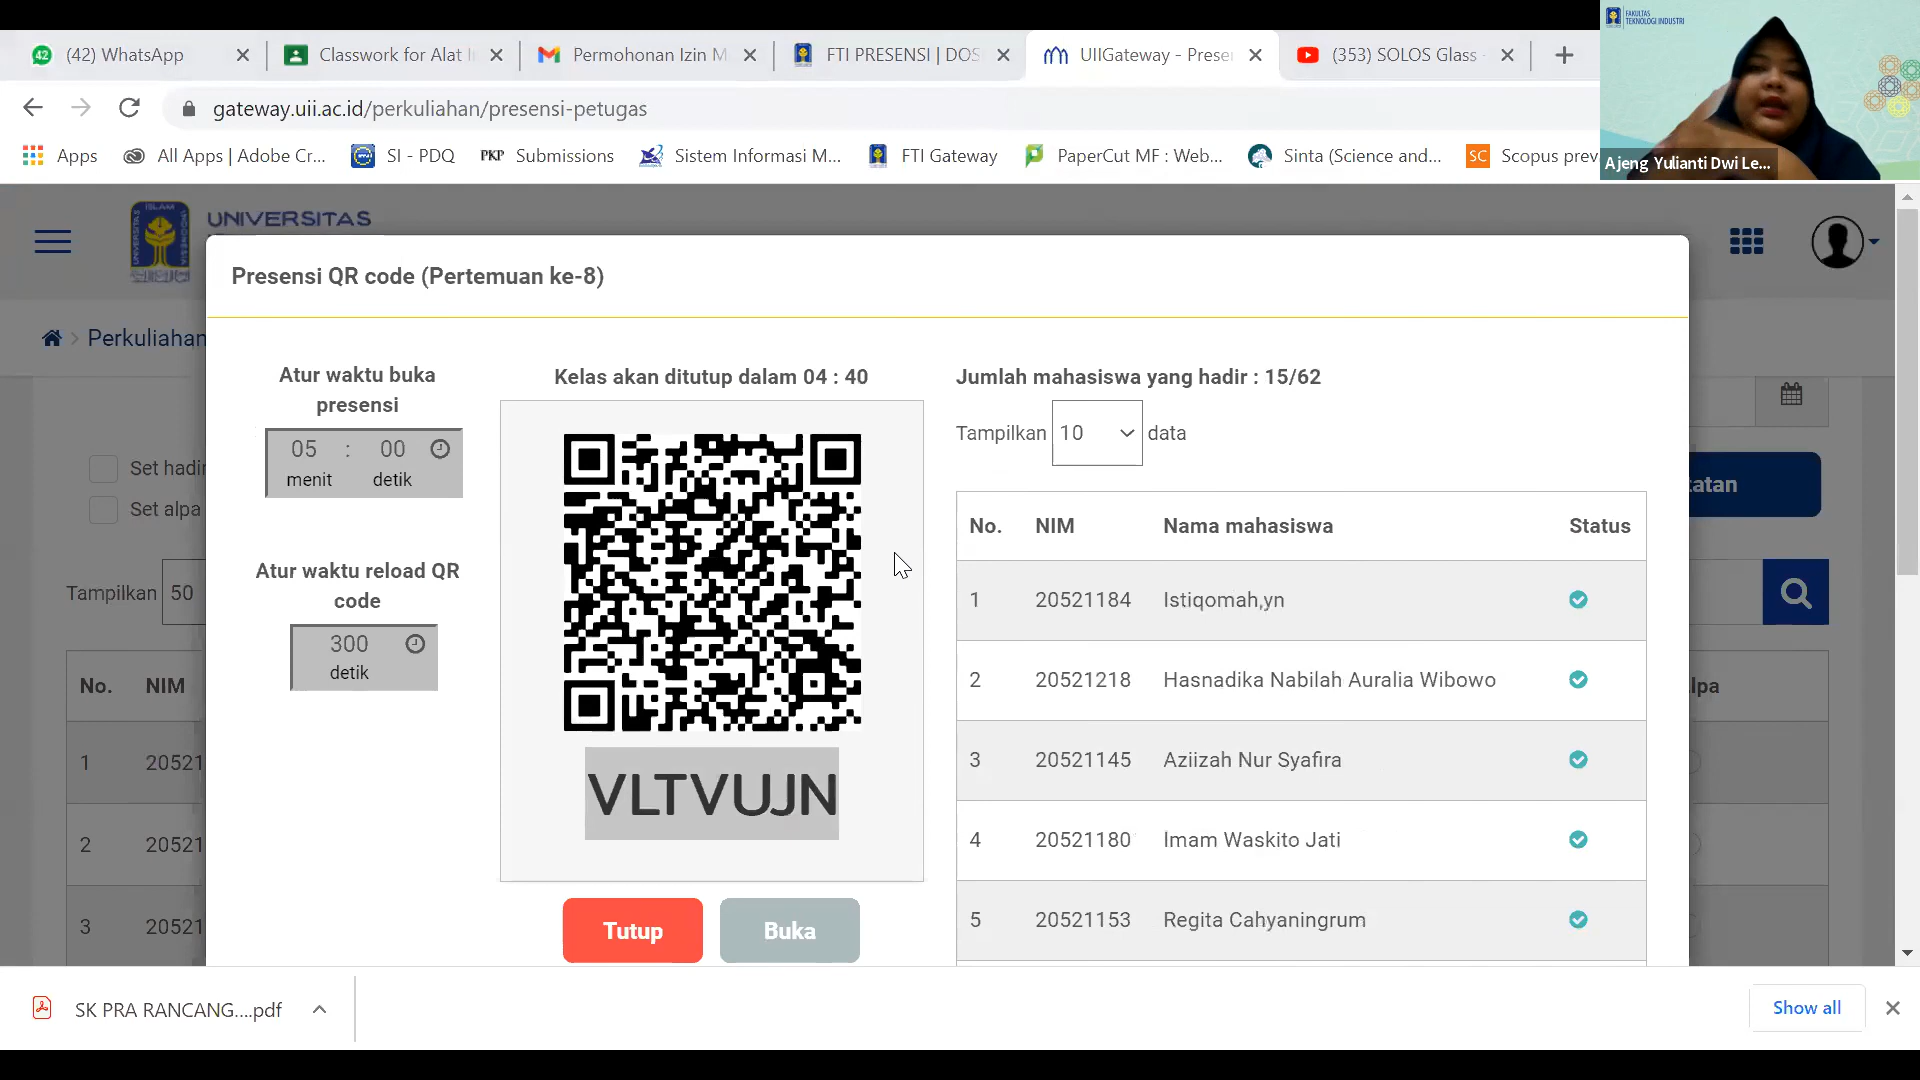 (42) WhatsApp
Classwork for Alat I
Permohonan Izin M
FTI PRESENSI | DOS
UIIGateway - Presen
(353) SOLOS Glass -
FAKULTAS
TEKNOLOGI INDUSTRI
gateway.uii.ac.id/perkuliahan/presensi-petugas
Apps
All Apps | Adobe Cr...
SI - PDQ
PKP Submissions
Sistem Informasi M...
FTI Gateway
PaperCut MF : Web...
Sinta (Science and...
SC Scopus prev
Ajeng Yulianti Dwi Le...
UNIVERSITAS
Presensi QR code (Pertemuan ke-8)
Perkuliahan
Atur waktu buka
presensi
05 : 00
menit detik
Atur waktu reload QR
code
300
detik
Kelas akan ditutup dalam 04 : 40
VLTVUJN
Tutup
Buka
Jumlah mahasiswa yang hadir : 15/62
Tampilkan 10 data
No. NIM Nama mahasiswa Status
1 20521184 Istiqomah,yn
2 20521218 Hasnadika Nabilah Auralia Wibowo
3 20521145 Aziizah Nur Syafira
4 20521180 Imam Waskito Jati
5 20521153 Regita Cahyaningrum
Set hadir
Set alpa
Tampilkan 50
No. NIM
1 20521
2 20521
3 20521
tatan
lpa
SK PRA RANCANG....pdf
Show all